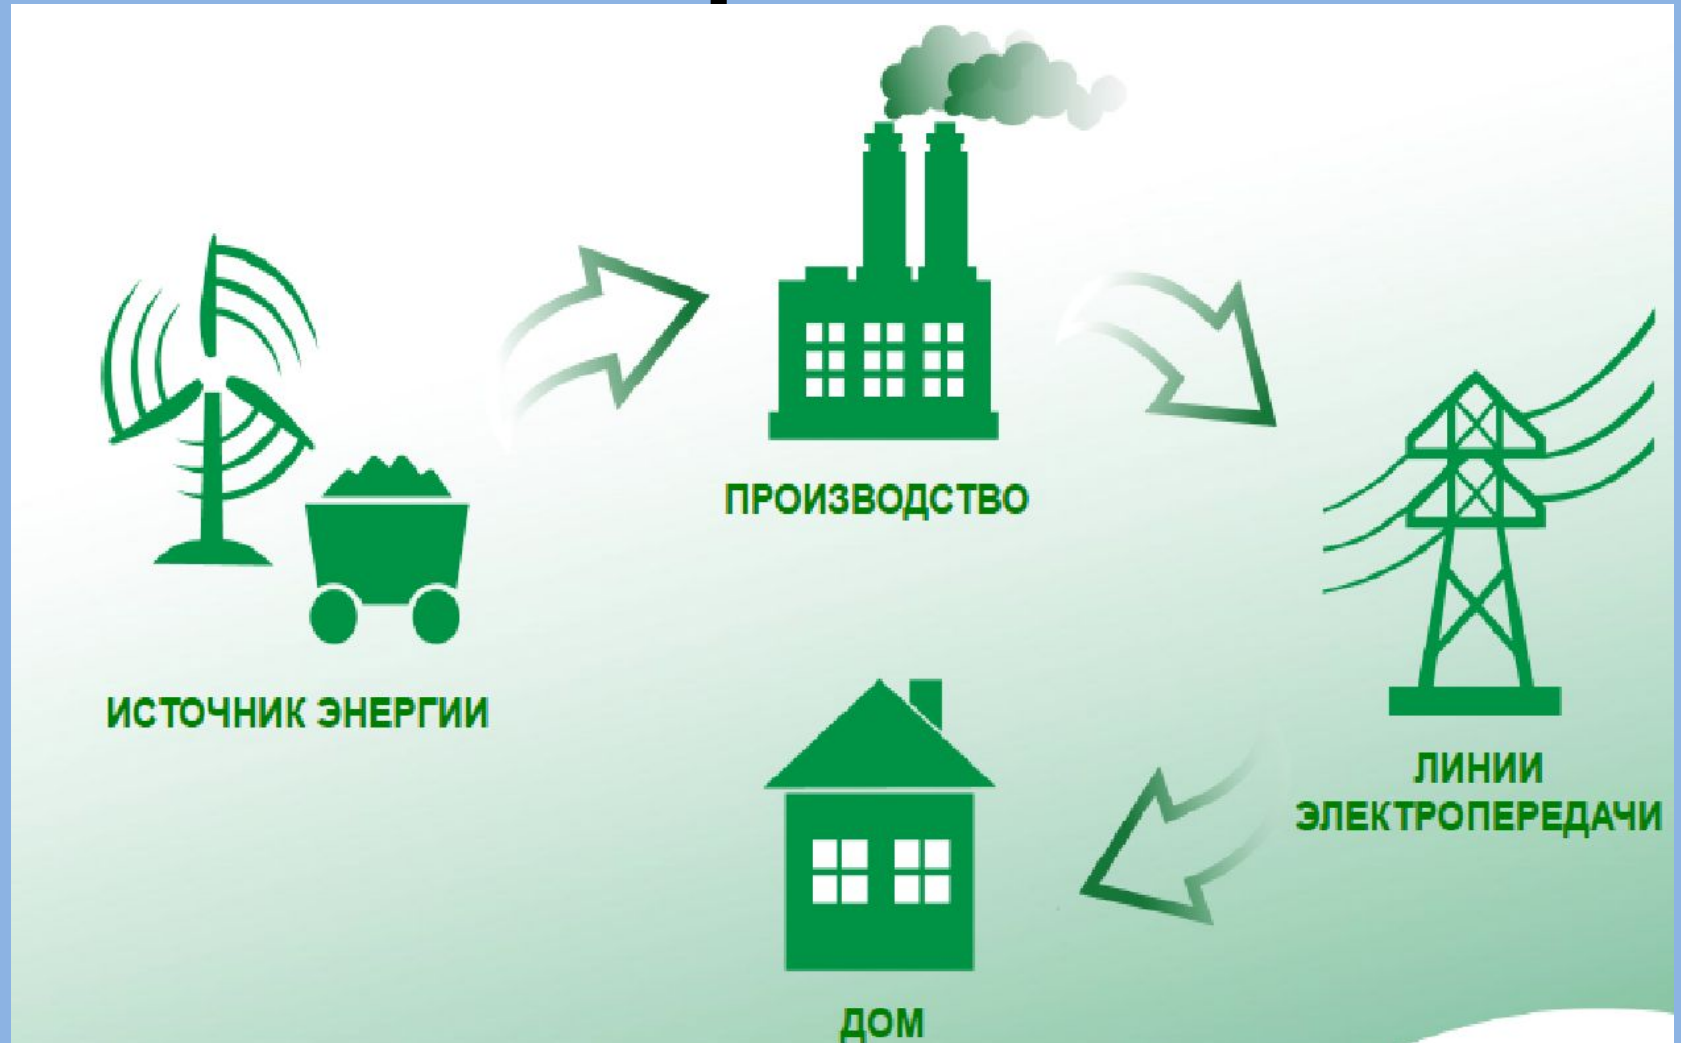 ПРОИЗВОДСТВО
ИСТОЧНИК ЭНЕРГИИ
ЛИНИИ
ЭЛЕКТРОПЕРЕДАЧИ
ДОМ